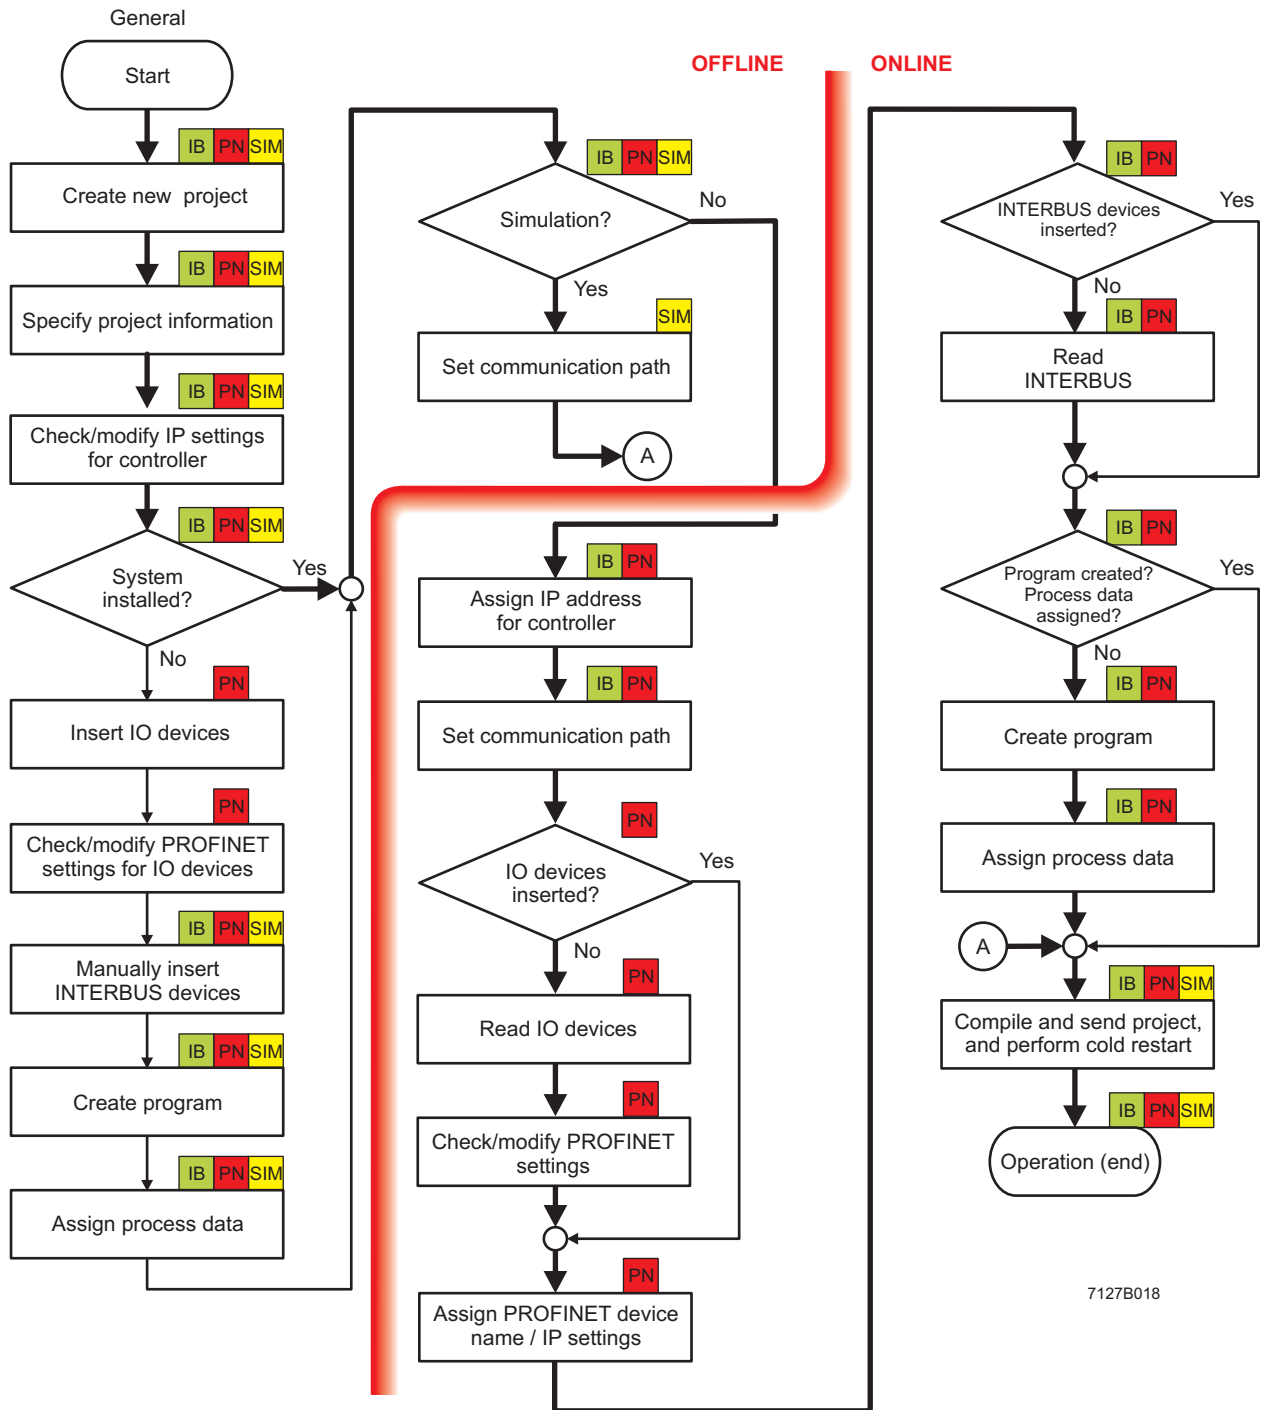 General
Start
IB PN SIM
Create new project
IB PN SIM
Specify project information
IB PN SIM
Check/modify IP settings
for controller
IB PN SIM
System
installed?
Yes
No
PN
Insert IO devices
PN
Check/modify PROFINET
settings for IO devices
IB PN SIM
Manually insert
INTERBUS devices
IB PN SIM
Create program
IB PN SIM
Assign process data
OFFLINE
ONLINE
IB PN SIM
Simulation?
No
Yes
SIM
Set communication path
A
IB PN
Assign IP address
for controller
IB PN
Set communication path
PN
IO devices
inserted?
Yes
No
PN
Read IO devices
PN
Check/modify PROFINET
settings
PN
Assign PROFINET device
name / IP settings
IB PN
INTERBUS devices
inserted?
Yes
No
IB PN
Read
INTERBUS
IB PN
Program created?
Process data
assigned?
Yes
No
IB PN
Create program
IB PN
Assign process data
A
IB PN SIM
Compile and send project,
and perform cold restart
IB PN SIM
Operation (end)
7127B018